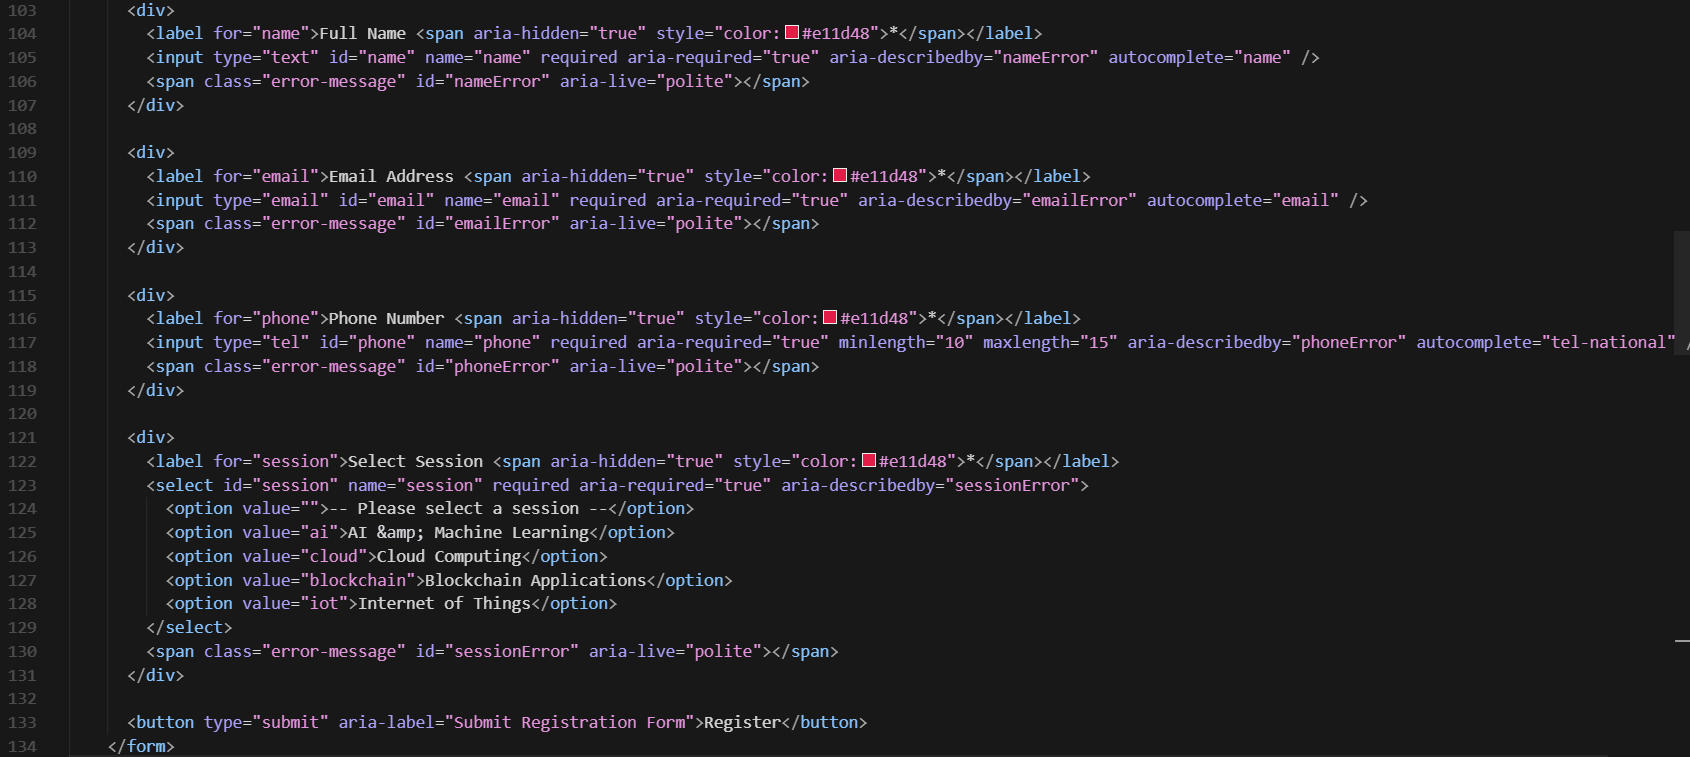 103 <div>
104 <label for="name">Full Name <span aria-hidden="true" style="color:#e11d48">*</span></label>
105 <input type="text" id="name" name="name" required aria-required="true" aria-describedby="nameError" autocomplete="name" />
106 <span class="error-message" id="nameError" aria-live="polite"></span>
107 </div>
108
109 <div>
110 <label for="email">Email Address <span aria-hidden="true" style="color:#e11d48">*</span></label>
111 <input type="email" id="email" name="email" required aria-required="true" aria-describedby="emailError" autocomplete="email" />
112 <span class="error-message" id="emailError" aria-live="polite"></span>
113 </div>
114
115 <div>
116 <label for="phone">Phone Number <span aria-hidden="true" style="color:#e11d48">*</span></label>
117 <input type="tel" id="phone" name="phone" required aria-required="true" minlength="10" maxlength="15" aria-describedby="phoneError" autocomplete="tel-national" /
118 <span class="error-message" id="phoneError" aria-live="polite"></span>
119 </div>
120
121 <div>
122 <label for="session">Select Session <span aria-hidden="true" style="color:#e11d48">*</span></label>
123 <select id="session" name="session" required aria-required="true" aria-describedby="sessionError">
124 <option value="">-- Please select a session --</option>
125 <option value="ai">AI &amp; Machine Learning</option>
126 <option value="cloud">Cloud Computing</option>
127 <option value="blockchain">Blockchain Applications</option>
128 <option value="iot">Internet of Things</option>
129 </select>
130 <span class="error-message" id="sessionError" aria-live="polite"></span>
131 </div>
132
133 <button type="submit" aria-label="Submit Registration Form">Register</button>
134 </form>